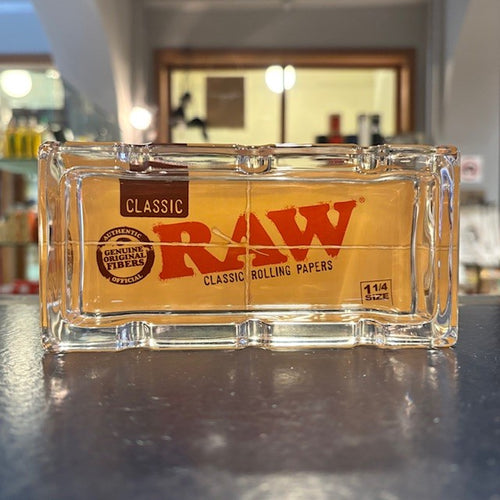 CLASSIC
AUTHENTIC
GENUINE
ORIGINAL
FIBERS
OFFICIAL
RAW®
CLASSIC ROLLING PAPERS
1 1/4
SIZE